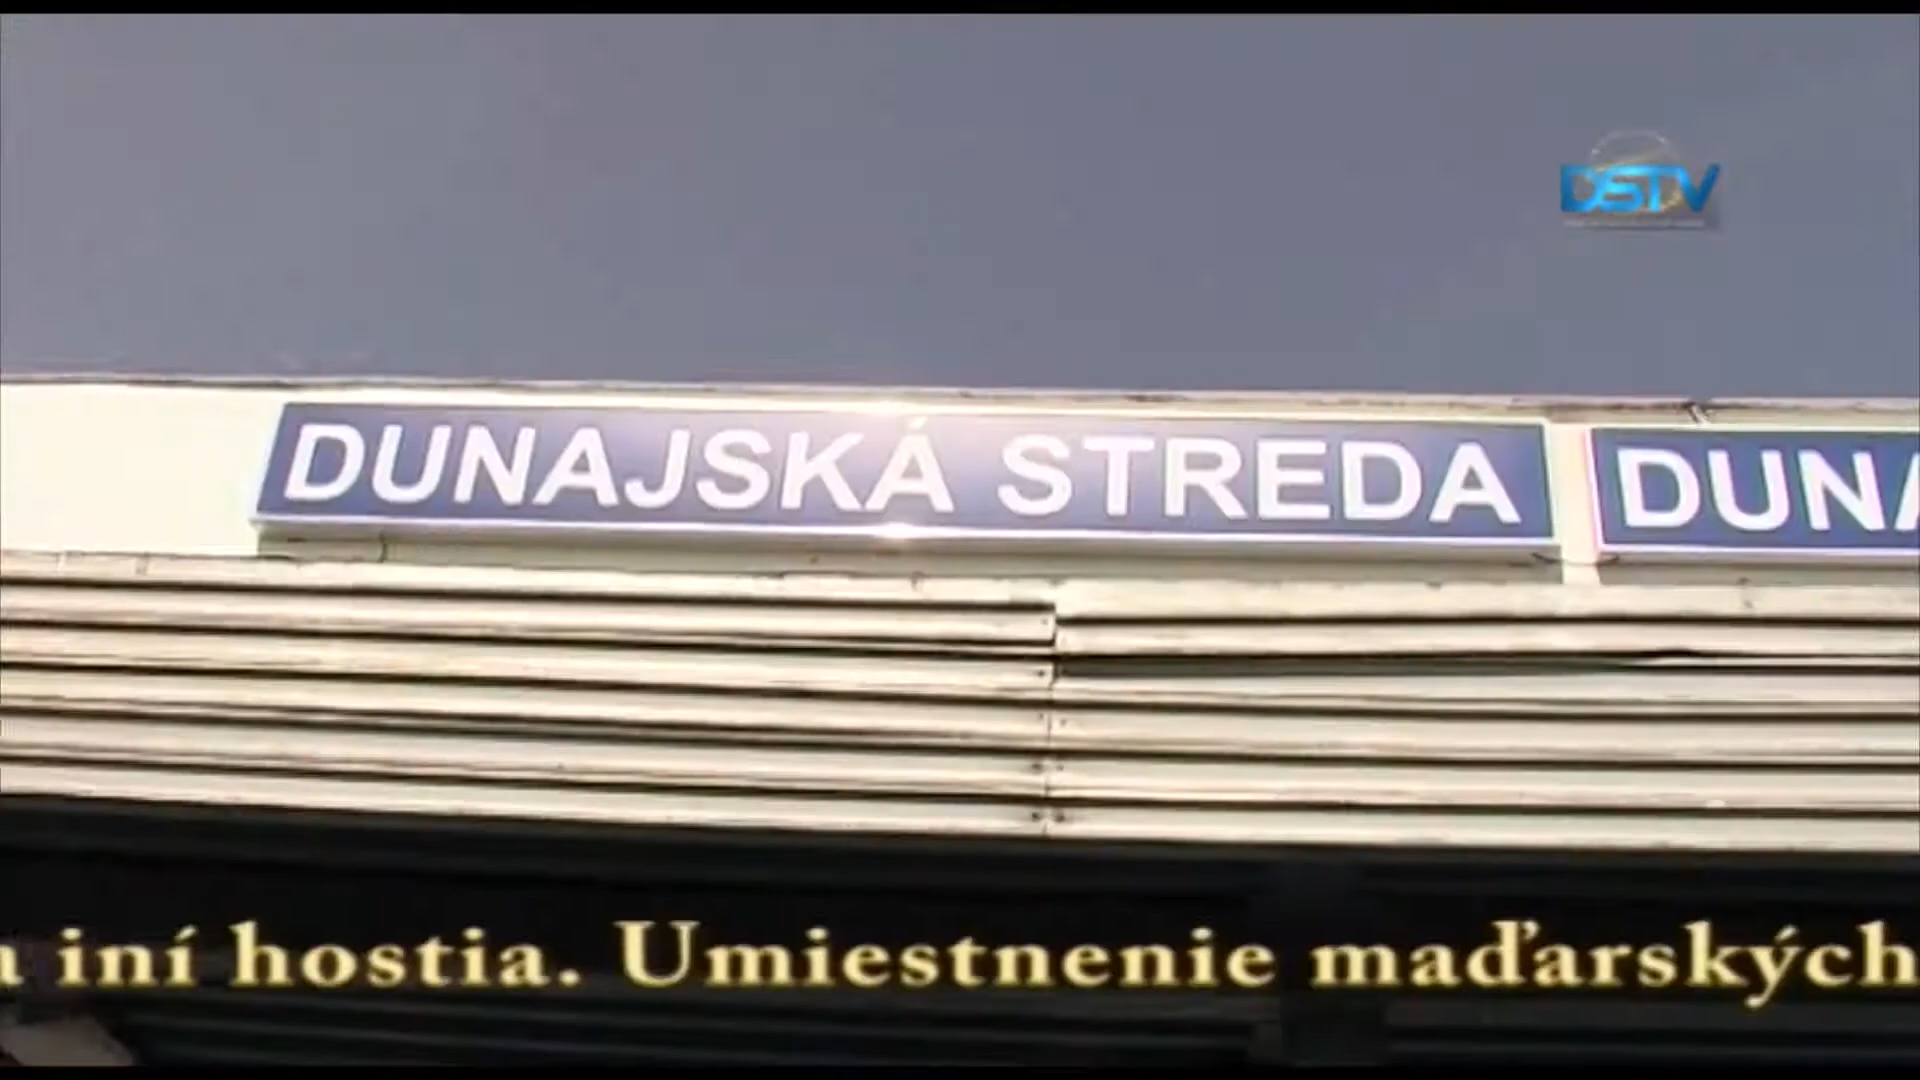 DSTV
DUNAJSKÁ STREDA
DUNA
a iní hostia. Umiestnenie maďarských